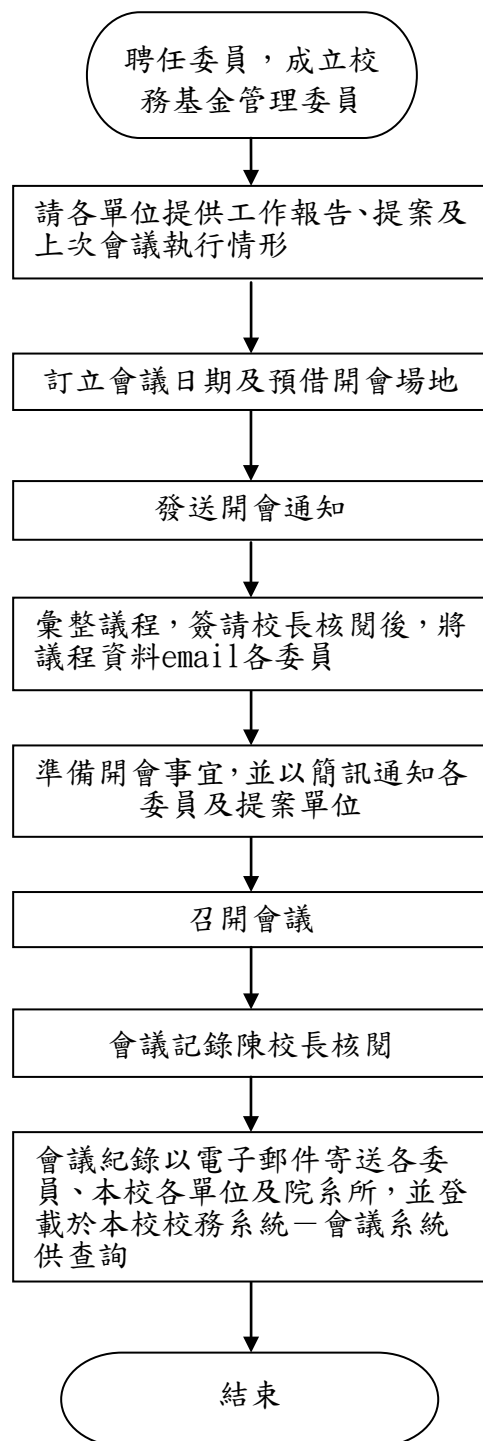 聘任委員，成立校
務基金管理委員
請各單位提供工作報告、提案及
上次會議執行情形
訂立會議日期及預借開會場地
發送開會通知
彙整議程，簽請校長核閱後，將
議程資料email各委員
準備開會事宜，並以簡訊通知各
委員及提案單位
召開會議
會議記錄陳校長核閱
會議紀錄以電子郵件寄送各委
員、本校各單位及院系所，並登
載於本校校務系統－會議系統
供查詢
結束